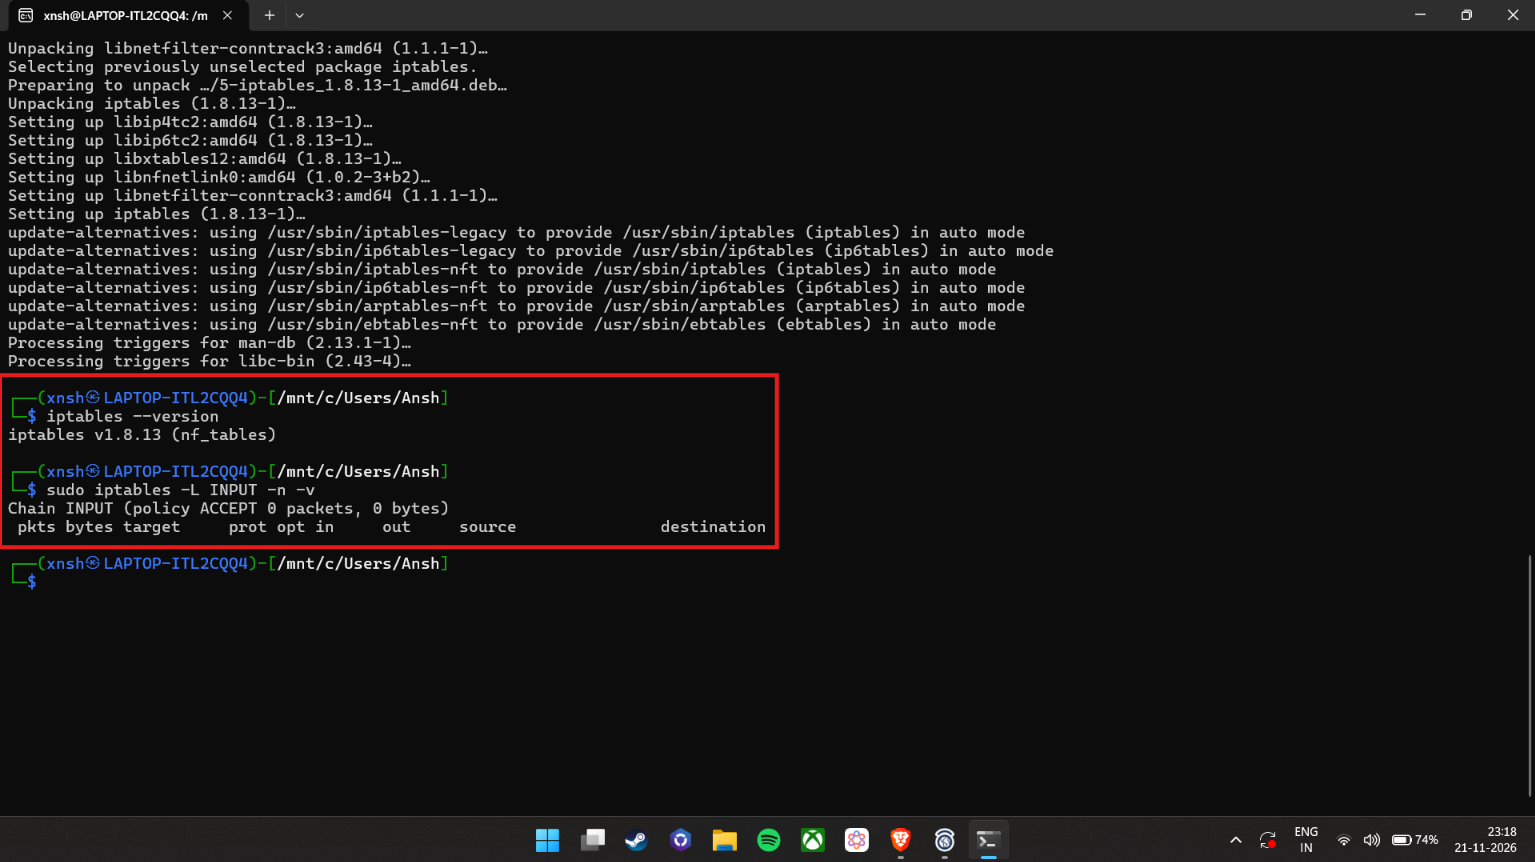 xnsh@LAPTOP-ITL2CQQ4: /m
Unpacking libnetfilter-conntrack3:amd64 (1.1.1-1)…
Selecting previously unselected package iptables.
Preparing to unpack …/5-iptables_1.8.13-1_amd64.deb…
Unpacking iptables (1.8.13-1)…
Setting up libip4tc2:amd64 (1.8.13-1)…
Setting up libip6tc2:amd64 (1.8.13-1)…
Setting up libxtables12:amd64 (1.8.13-1)…
Setting up libnfnetlink0:amd64 (1.0.2-3+b2)…
Setting up libnetfilter-conntrack3:amd64 (1.1.1-1)…
Setting up iptables (1.8.13-1)…
update-alternatives: using /usr/sbin/iptables-legacy to provide /usr/sbin/iptables (iptables) in auto mode
update-alternatives: using /usr/sbin/ip6tables-legacy to provide /usr/sbin/ip6tables (ip6tables) in auto mode
update-alternatives: using /usr/sbin/iptables-nft to provide /usr/sbin/iptables (iptables) in auto mode
update-alternatives: using /usr/sbin/ip6tables-nft to provide /usr/sbin/ip6tables (ip6tables) in auto mode
update-alternatives: using /usr/sbin/arptables-nft to provide /usr/sbin/arptables (arptables) in auto mode
update-alternatives: using /usr/sbin/ebtables-nft to provide /usr/sbin/ebtables (ebtables) in auto mode
Processing triggers for man-db (2.13.1-1)…
Processing triggers for libc-bin (2.43-4)…
┌──(xnsh㉿LAPTOP-ITL2CQQ4)-[/mnt/c/Users/Ansh]
└─$ iptables --version
iptables v1.8.13 (nf_tables)
┌──(xnsh㉿LAPTOP-ITL2CQQ4)-[/mnt/c/Users/Ansh]
└─$ sudo iptables -L INPUT -n -v
Chain INPUT (policy ACCEPT 0 packets, 0 bytes)
 pkts bytes target     prot opt in     out     source               destination
┌──(xnsh㉿LAPTOP-ITL2CQQ4)-[/mnt/c/Users/Ansh]
└─$
ENG
IN
74%
23:18
21-11-2026